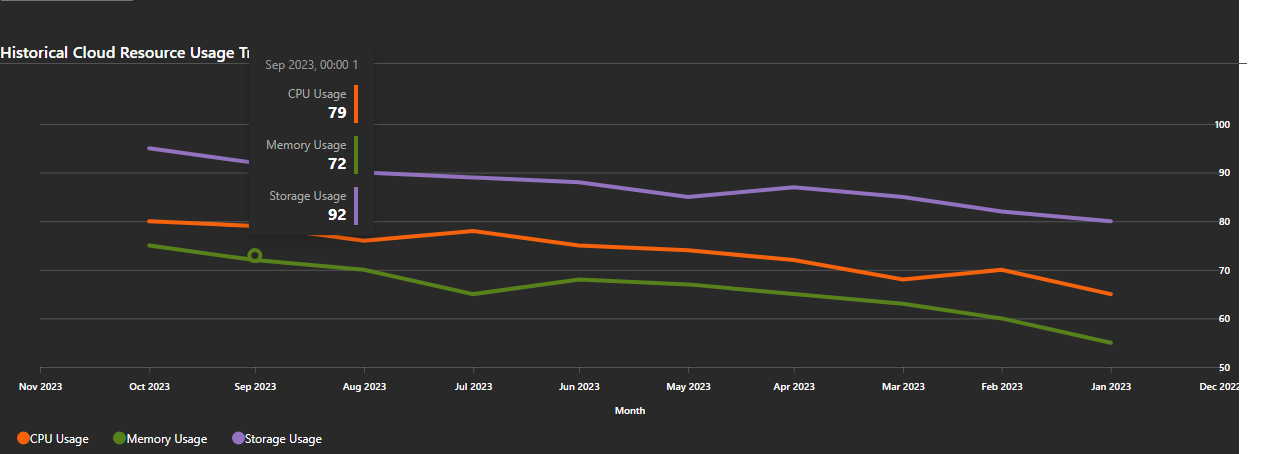 Historical Cloud Resource Usage Tr
Sep 2023, 00:00 1
CPU Usage
79
Memory Usage
72
Storage Usage
92
100
90
80
70
60
50
Nov 2023 Oct 2023 Sep 2023 Aug 2023 Jul 2023 Jun 2023 May 2023 Apr 2023 Mar 2023 Feb 2023 Jan 2023 Dec 2022
Month
CPU Usage Memory Usage Storage Usage